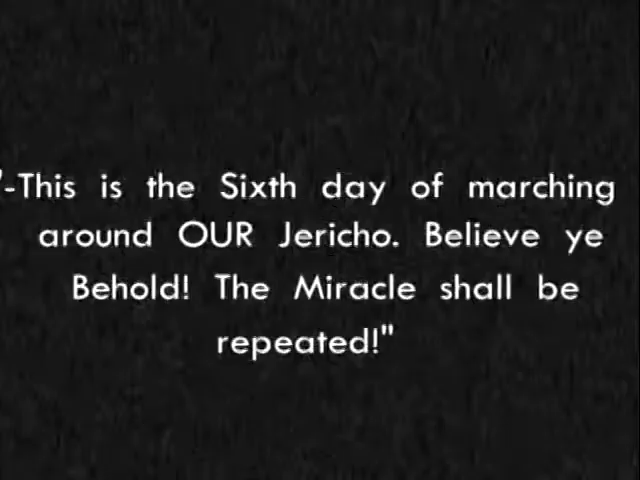 "-This is the Sixth day of marching
around OUR Jericho. Believe ye
Behold! The Miracle shall be
repeated!"